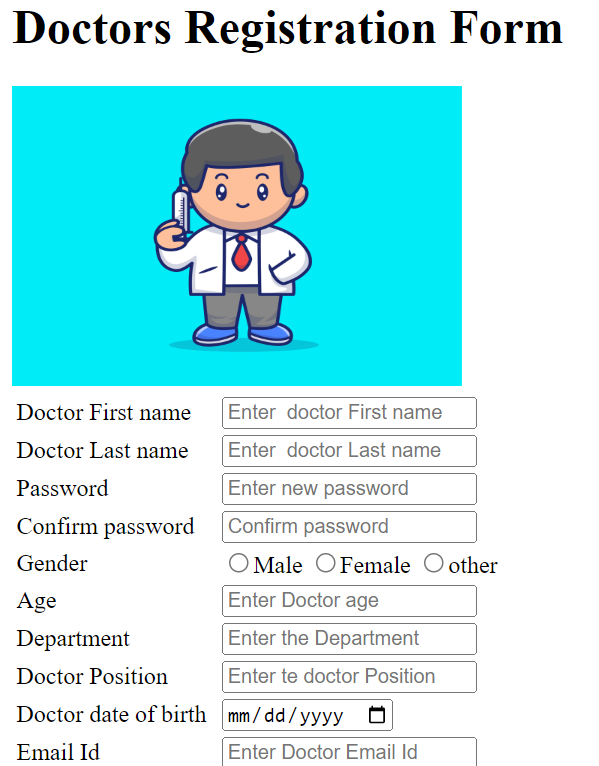 Doctors Registration Form
Doctor First name Enter  doctor First name
Doctor Last name Enter  doctor Last name
Password Enter new password
Confirm password Confirm password
Gender Male Female other
Age Enter Doctor age
Department Enter the Department
Doctor Position Enter te doctor Position
Doctor date of birth mm/dd/yyyy
Email Id Enter Doctor Email Id